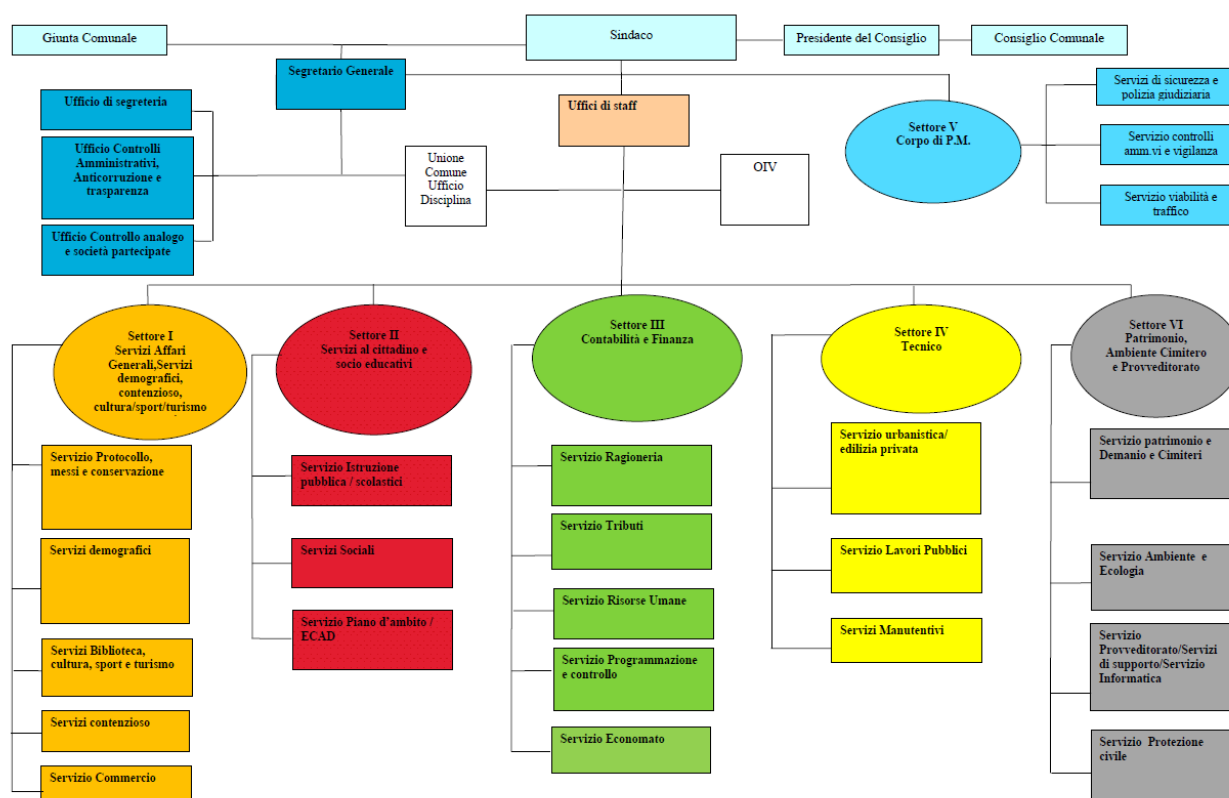 Giunta Comunale
Sindaco
Presidente del Consiglio
Consiglio Comunale
Segretario Generale
Uffici di staff
Ufficio di segreteria
Ufficio Controlli
Amministrativi,
Anticorruzione e
trasparenza
Ufficio Controllo analogo
e società partecipate
Unione
Comune
Ufficio
Disciplina
OIV
Settore V
Corpo di P.M.
Servizi di sicurezza e
polizia giudiziaria
Servizio controlli
amm.vi e vigilanza
Servizio viabilità e
traffico
Settore I
Servizi Affari
Generali,Servizi
demografici,
contenzioso,
cultura/sport/turismo
Servizio Protocollo,
messi e conservazione
Servizi demografici
Servizi Biblioteca,
cultura, sport e turismo
Servizi contenzioso
Servizio Commercio
Settore II
Servizi al cittadino e
socio educativi
Servizio Istruzione
pubblica / scolastici
Servizi Sociali
Servizio Piano d'ambito /
ECAD
Settore III
Contabilità e Finanza
Servizio Ragioneria
Servizio Tributi
Servizio Risorse Umane
Servizio Programmazione
e controllo
Servizio Economato
Settore IV
Tecnico
Servizio urbanistica/
edilizia privata
Servizio Lavori Pubblici
Servizi Manutentivi
Settore VI
Patrimonio,
Ambiente Cimitero
e Provveditorato
Servizio patrimonio e
Demanio e Cimiteri
Servizio Ambiente e
Ecologia
Servizio
Provveditorato/Servizi
di supporto/Servizio
Informatica
Servizio Protezione
civile